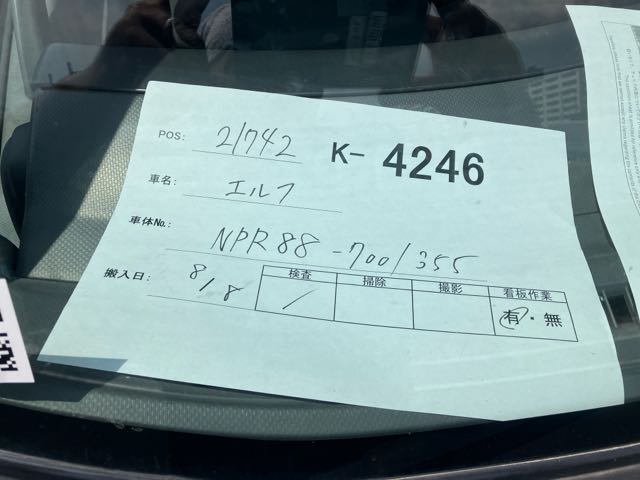 POS: 21742 K- 4246
車名: エルフ
車体No.: NPR88-7001355
搬入日: 8/8
検査 掃除 撮影 看板作業
/ 有・無